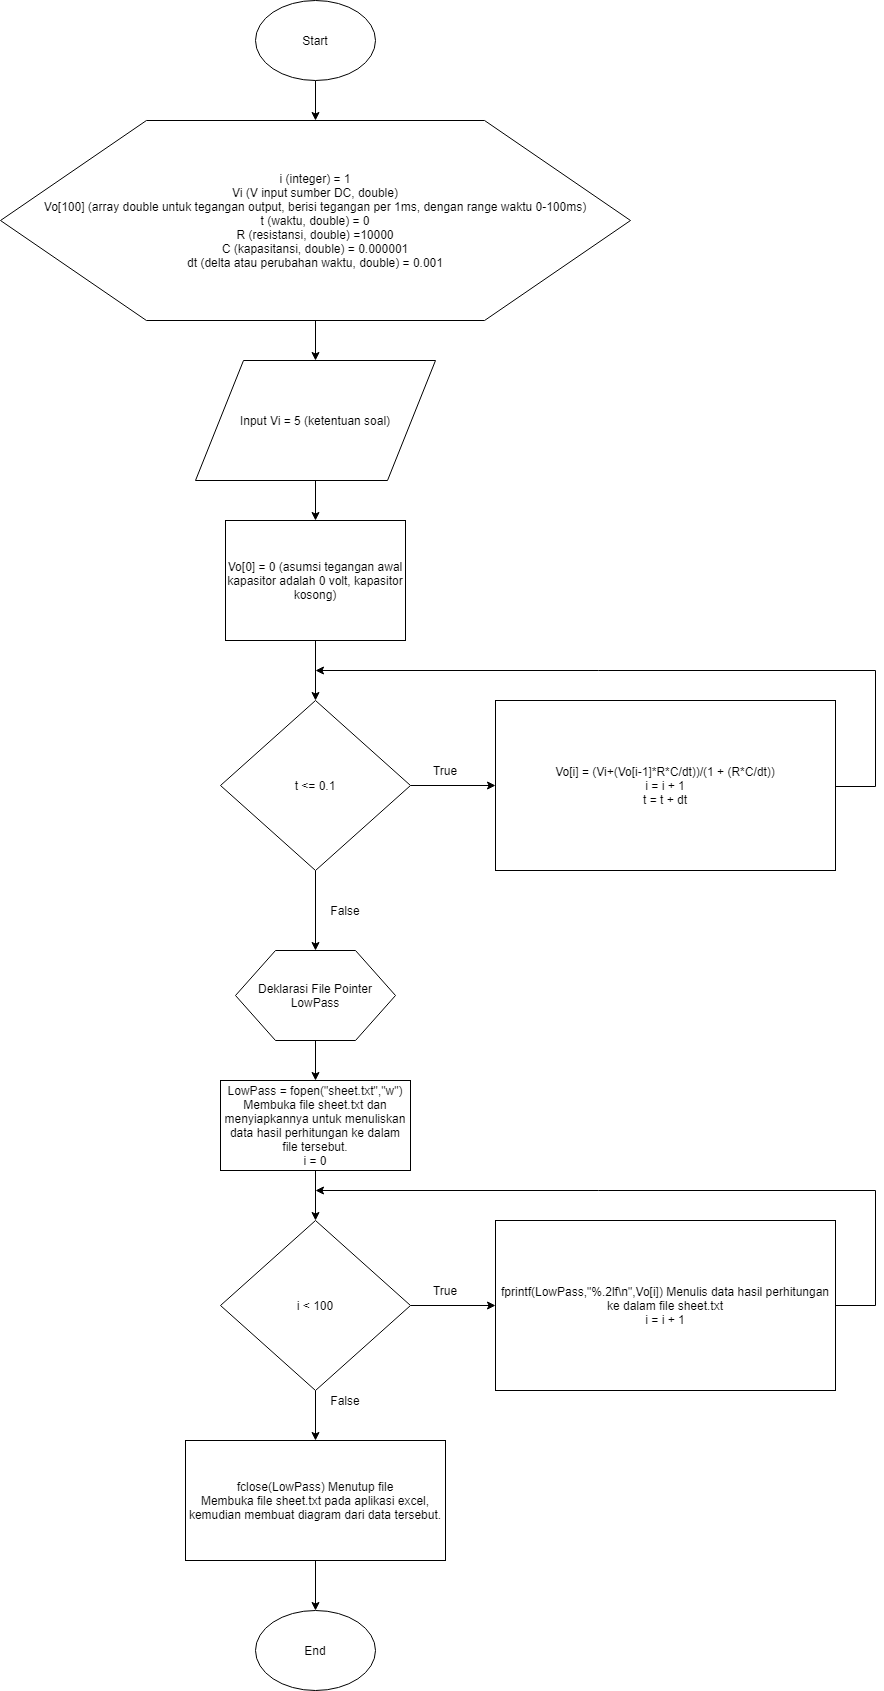 Start
i (integer) = 1
Vi (V input sumber DC, double)
Vo[100] (array double untuk tegangan output, berisi tegangan per 1ms, dengan range waktu 0-100ms)
t (waktu, double) = 0
R (resistansi, double) =10000
C (kapasitansi, double) = 0.000001
dt (delta atau perubahan waktu, double) = 0.001
Input Vi = 5 (ketentuan soal)
Vo[0] = 0 (asumsi tegangan awal
kapasitor adalah 0 volt, kapasitor
kosong)
t <= 0.1
True
Vo[i] = (Vi+(Vo[i-1]*R*C/dt))/(1 + (R*C/dt))
i = i + 1
t = t + dt
False
Deklarasi File Pointer
LowPass
LowPass = fopen("sheet.txt","w")
Membuka file sheet.txt dan
menyiapkannya untuk menuliskan
data hasil perhitungan ke dalam
file tersebut.
i = 0
i < 100
True
fprintf(LowPass,"%.2lf\n",Vo[i]) Menulis data hasil perhitungan
ke dalam file sheet.txt
i = i + 1
False
fclose(LowPass) Menutup file
Membuka file sheet.txt pada aplikasi excel,
kemudian membuat diagram dari data tersebut.
End